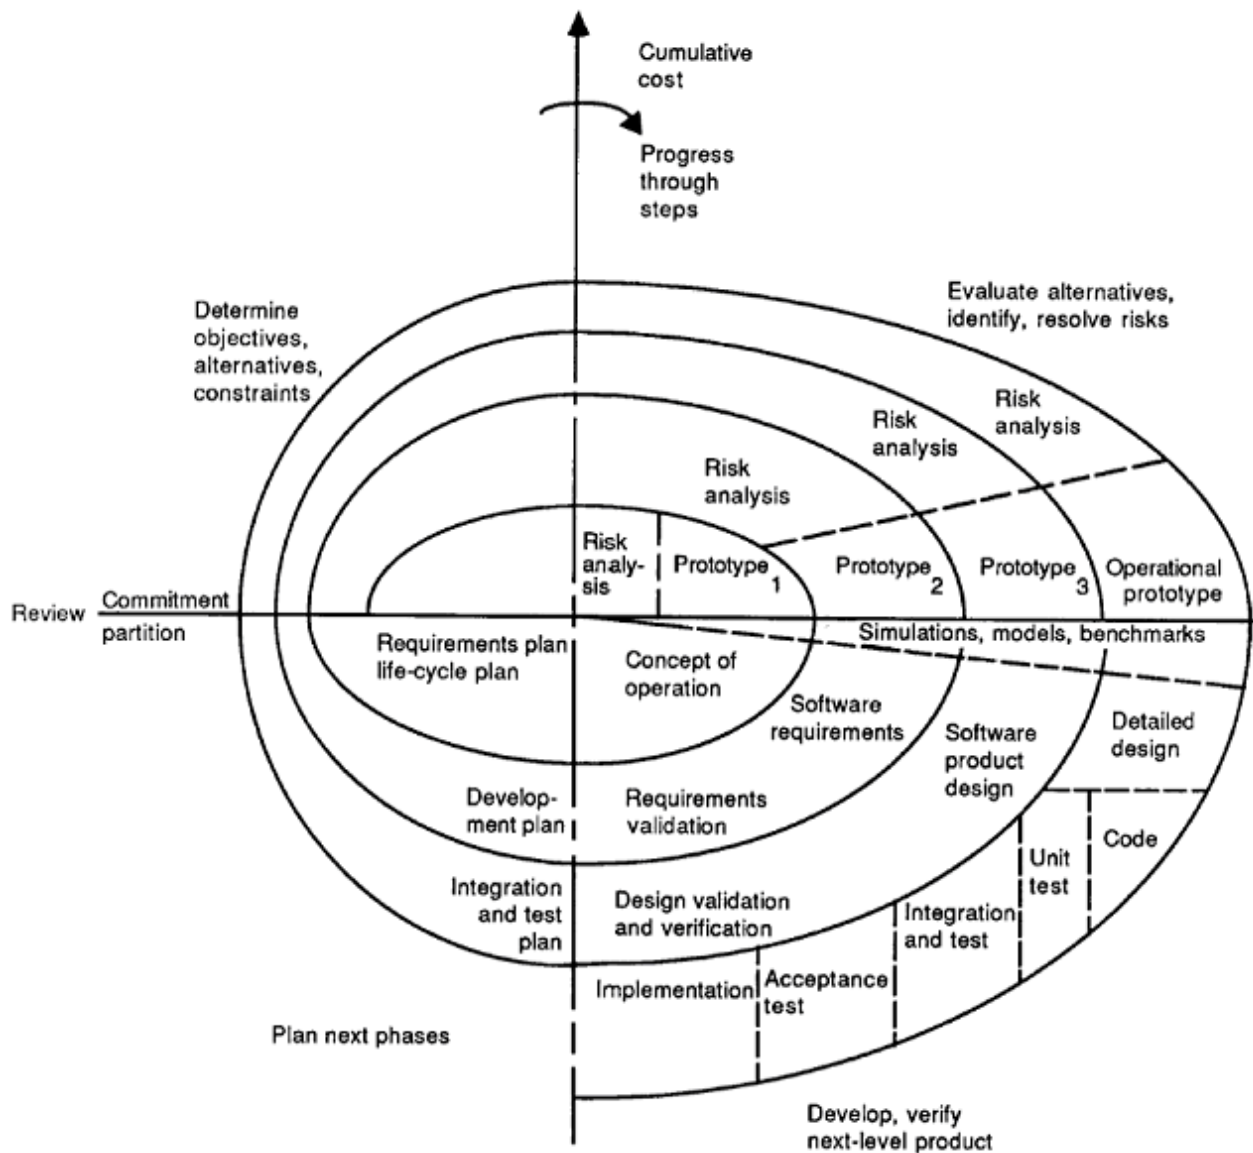 Cumulative
cost
Progress
through
steps
Determine
objectives,
alternatives,
constraints
Evaluate alternatives,
identify, resolve risks
Risk
analysis
Risk
analysis
Risk
analysis
Risk
analy-
sis
Prototype 1
Prototype 2
Prototype 3
Operational
prototype
Review
Commitment
partition
Simulations, models, benchmarks
Requirements plan
life-cycle plan
Concept of
operation
Software
requirements
Software
product
design
Detailed
design
Develop-
ment plan
Requirements
validation
Code
Unit
test
Integration
and test
plan
Design validation
and verification
Integration
and test
Acceptance
test
Implementation
Plan next phases
Develop, verify
next-level product